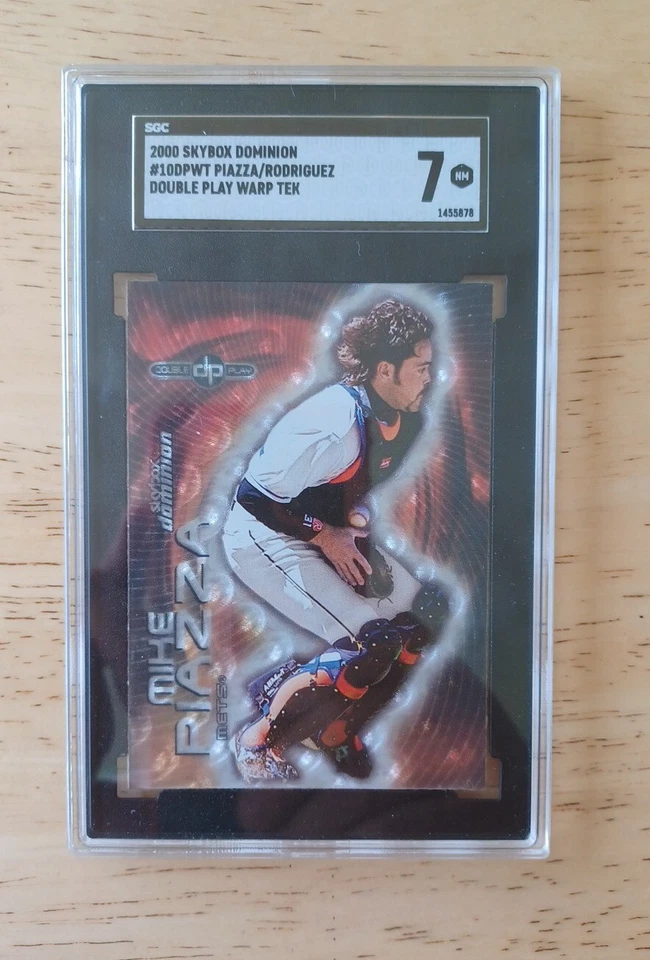 SGC
2000 SKYBOX DOMINION
#10DPWT PIAZZA/RODRIGUEZ
DOUBLE PLAY WARP TEK
7 NM
1455878
DOUBLE dp PLAY
skybox
dominion
MIKE
PIAZZA
METS
31